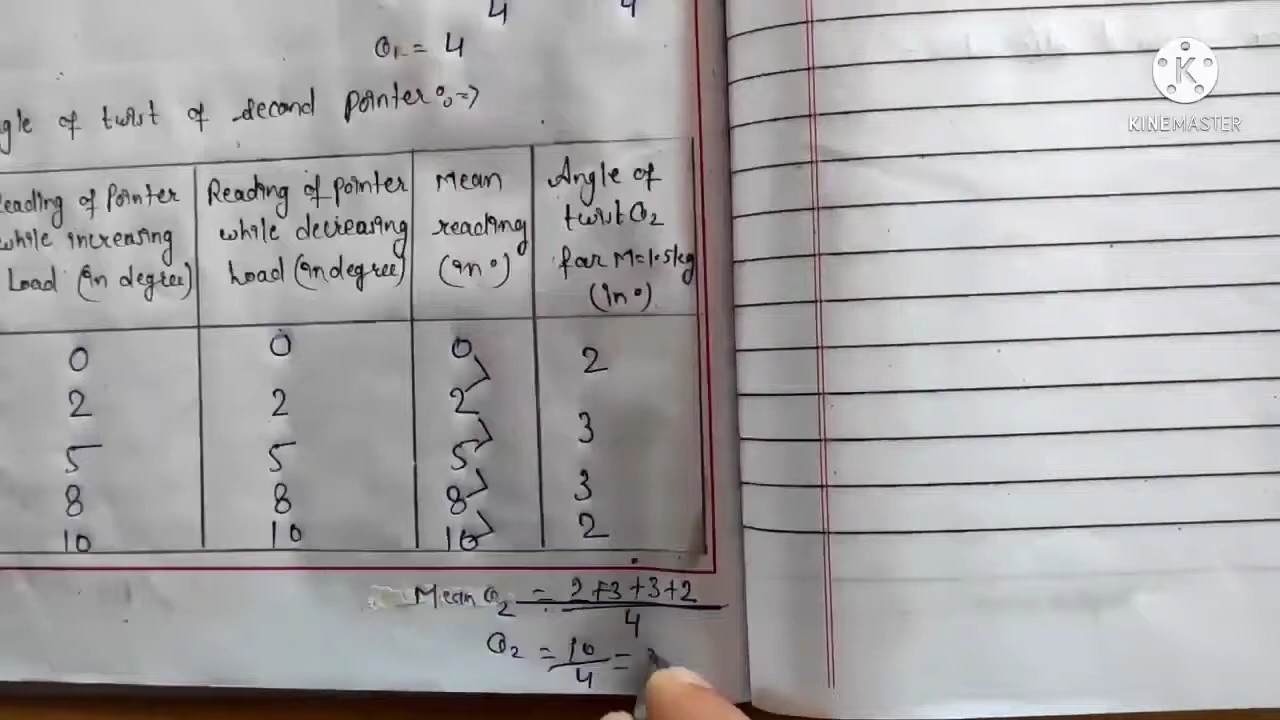 4 4
θ1 = 4
gle of twist of second pointer :=>
eading of Pointer while increasing Load (in degree)
Reading of pointer while decreasing Load (in degree)
Mean reading (in °)
Angle of twist θ2 for M=1.5kg (in °)
0 0 0 2
2 2 2 3
5 5 5
8 8 8 3
10 10 10 2
Mean θ2 = 2+3+3+2
4
θ2 = 10/4 =
K
KINEMASTER